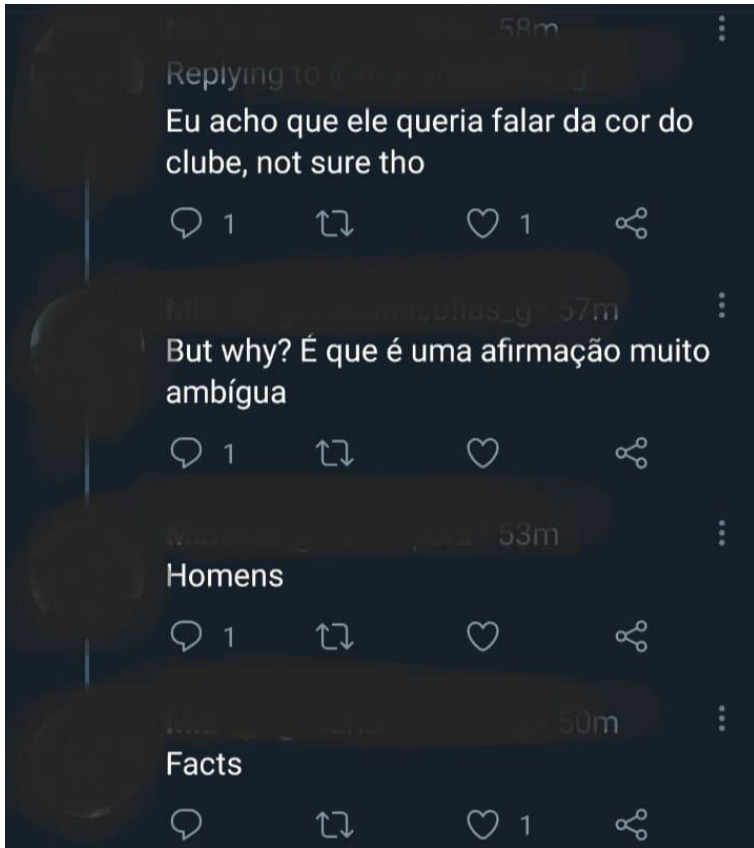 58m
Replying to
Eu acho que ele queria falar da cor do
clube, not sure tho
1
1
57m
But why? É que é uma afirmação muito
ambígua
1
53m
Homens
1
50m
Facts
1